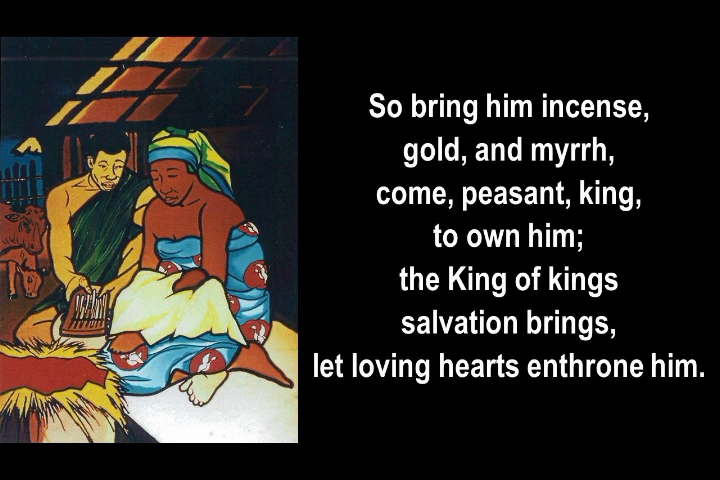 So bring him incense,
gold, and myrrh,
come, peasant, king,
to own him;
the King of kings
salvation brings,
let loving hearts enthrone him.